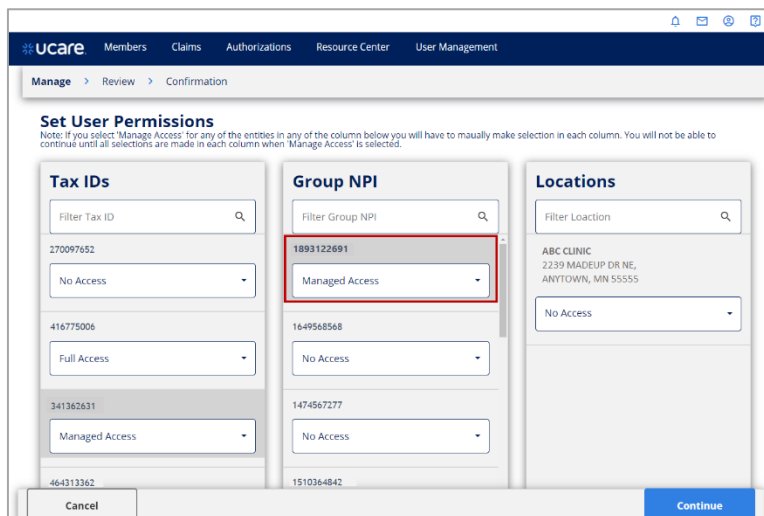 ucare. Members Claims Authorizations Resource Center User Management
Manage > Review > Confirmation
Set User Permissions
Note: If you select 'Manage Access' for any of the entities in any of the column below you will have to maually make selection in each column. You will not be able to
continue until all selections are made in each column when 'Manage Access' is selected.
Tax IDs
Filter Tax ID
270097652
No Access
416775006
Full Access
341362631
Managed Access
464313362
Group NPI
Filter Group NPI
1893122691
Managed Access
1649568568
No Access
1474567277
No Access
1510364842
Locations
Filter Loaction
ABC CLINIC
2239 MADEUP DR NE,
ANYTOWN, MN 55555
No Access
Cancel
Continue